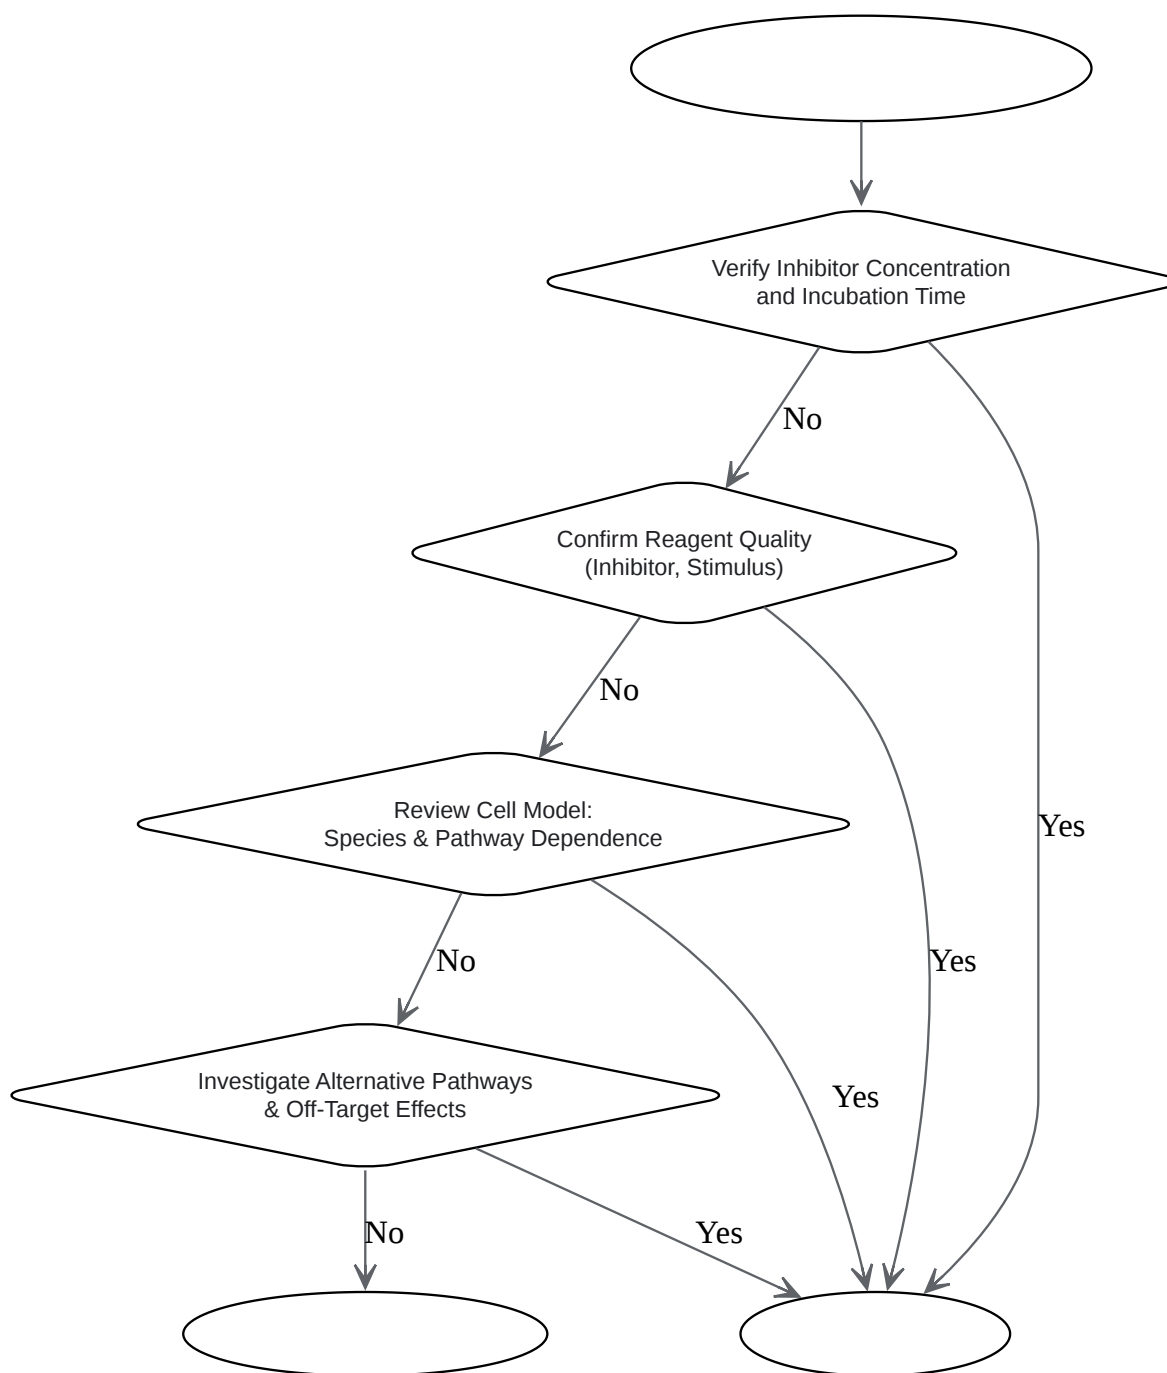 Verify Inhibitor Concentration
and Incubation Time
No
Confirm Reagent Quality
(Inhibitor, Stimulus)
No
Review Cell Model:
Species & Pathway Dependence
Yes
No
Yes
Investigate Alternative Pathways
& Off-Target Effects
Yes
No
Yes